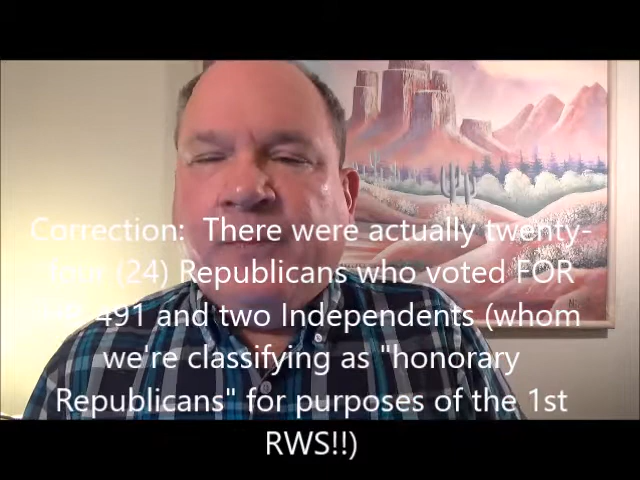 Correction:  There were actually twenty-
four (24) Republicans who voted FOR
491 and two Independents (whom
we're classifying as "honorary
Republicans" for purposes of the 1st
RWS!!)